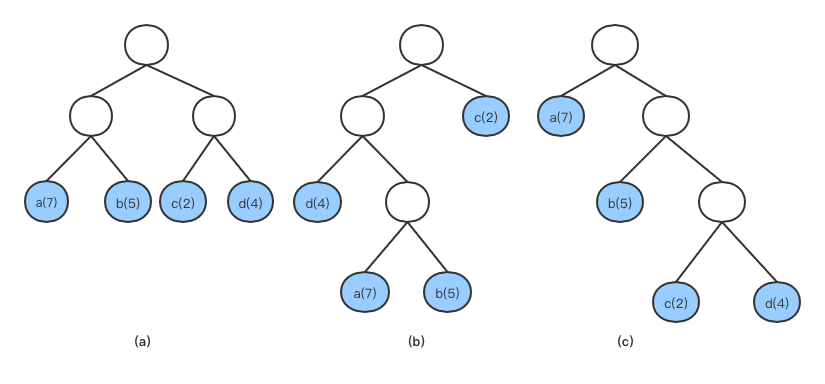 c(2)
a(7)
a(7) b(5) c(2) d(4)
d(4)
b(5)
a(7) b(5)
c(2) d(4)
(a) (b) (c)